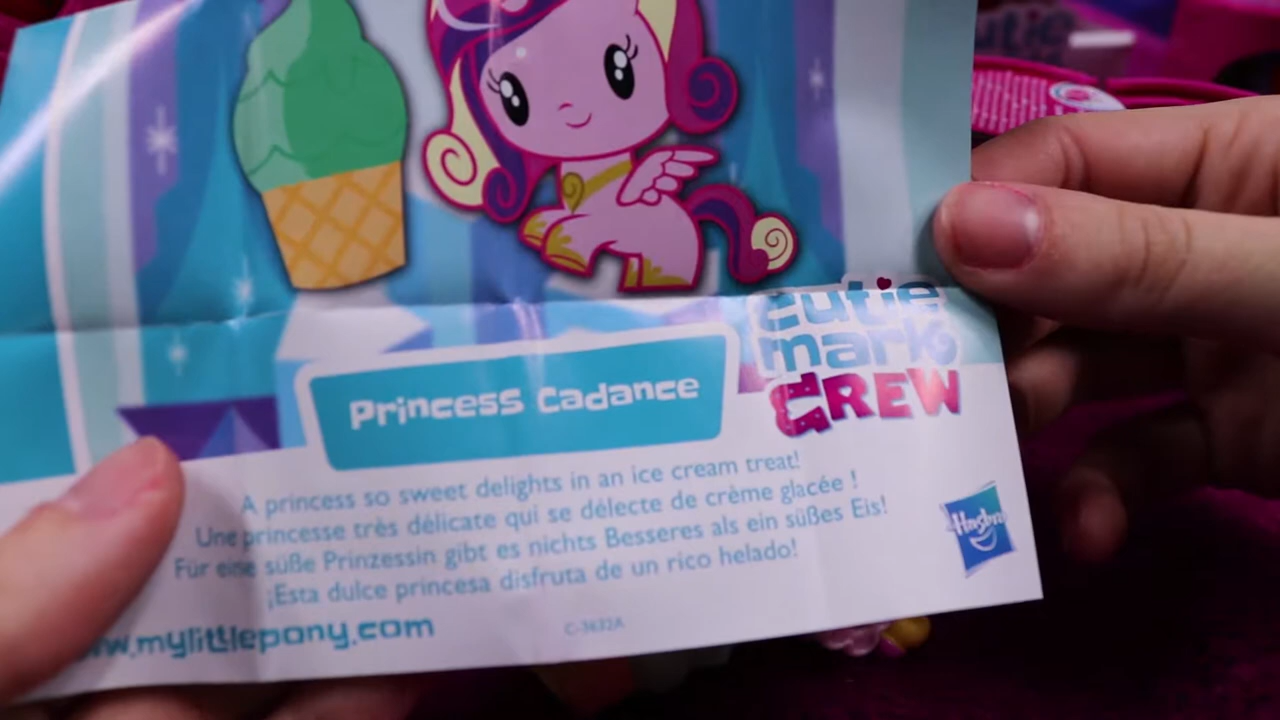 cutie
mark
CREW
Princess Cadance
A princess so sweet delights in an ice cream treat!
Une princesse très délicate qui se délecte de crème glacée !
Für eine süße Prinzessin gibt es nichts Besseres als ein süßes Eis!
¡Esta dulce princesa disfruta de un rico helado!
Hasbro
www.mylittlepony.com
C-3632A